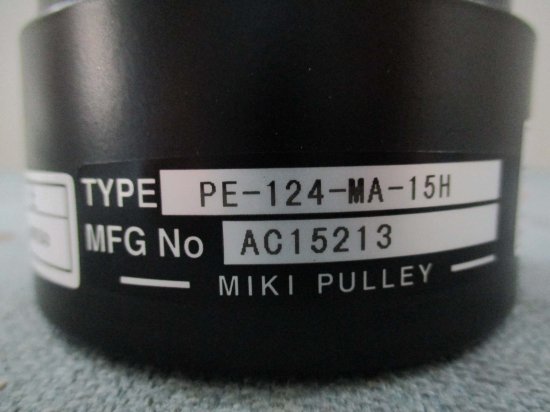 TYPE PE-124-MA-15H
MFG No AC15213
MIKI PULLEY